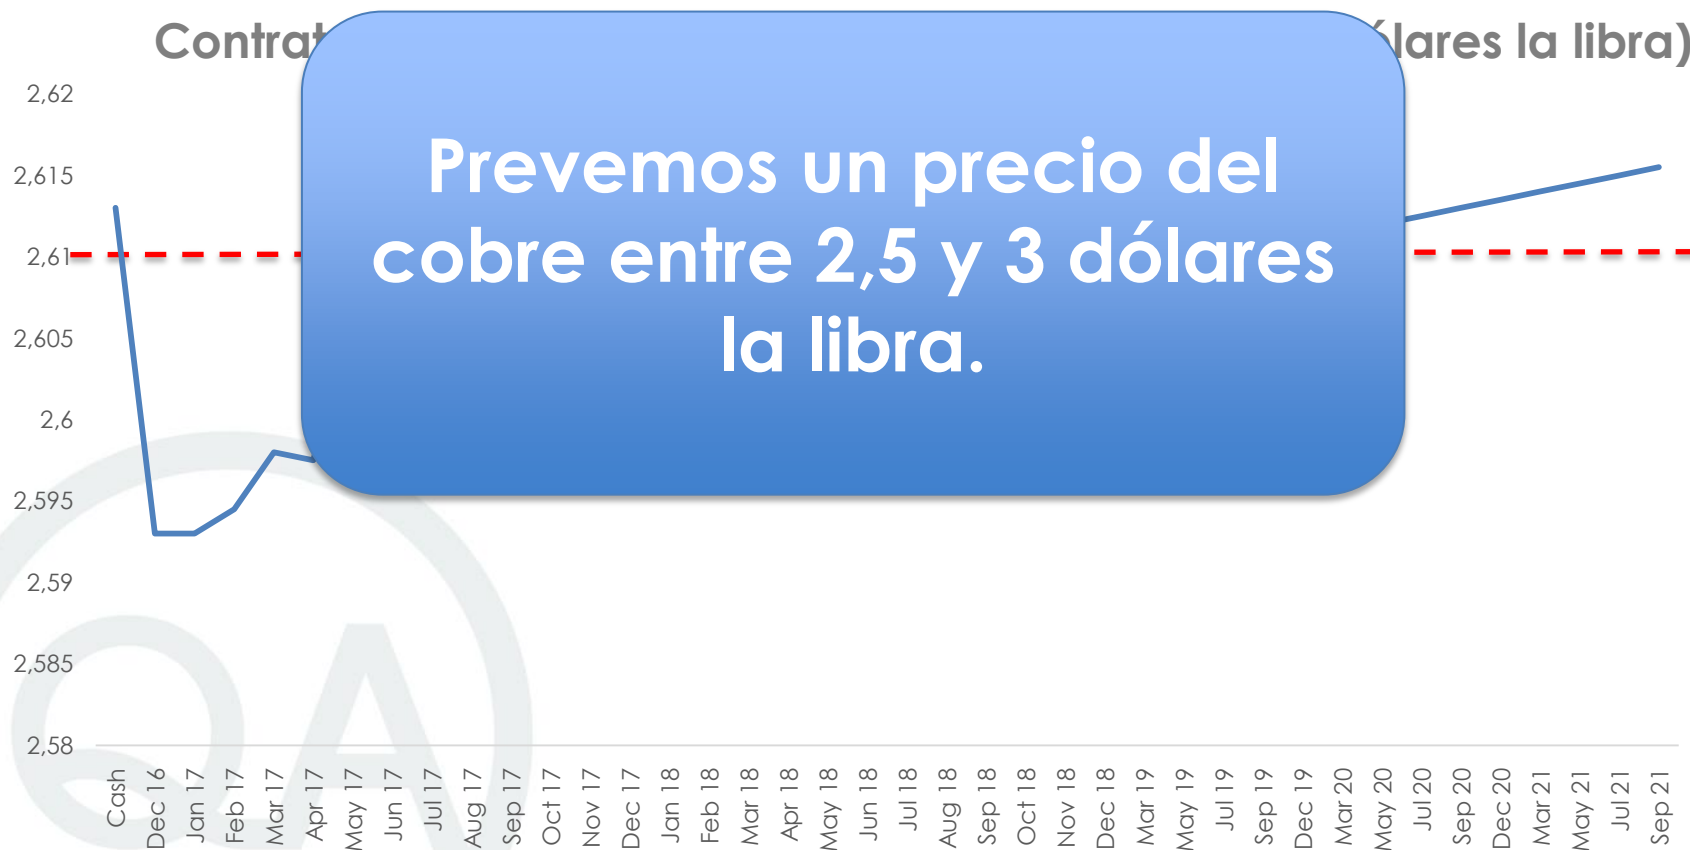 Contrat
lares la libra)
Prevemos un precio del
cobre entre 2,5 y 3 dólares
la libra.
2,62
2,615
2,61
2,605
2,6
2,595
2,59
2,585
2,58
Cash
Dec 16
Jan 17
Feb 17
Mar 17
Apr 17
May 17
Jun 17
Jul 17
Aug 17
Sep 17
Oct 17
Nov 17
Dec 17
Jan 18
Feb 18
Mar 18
Apr 18
May 18
Jun 18
Jul 18
Aug 18
Sep 18
Oct 18
Nov 18
Dec 18
Mar 19
May 19
Jul 19
Sep 19
Dec 19
Mar 20
May 20
Jul 20
Sep 20
Dec 20
Mar 21
May 21
Jul 21
Sep 21
QA